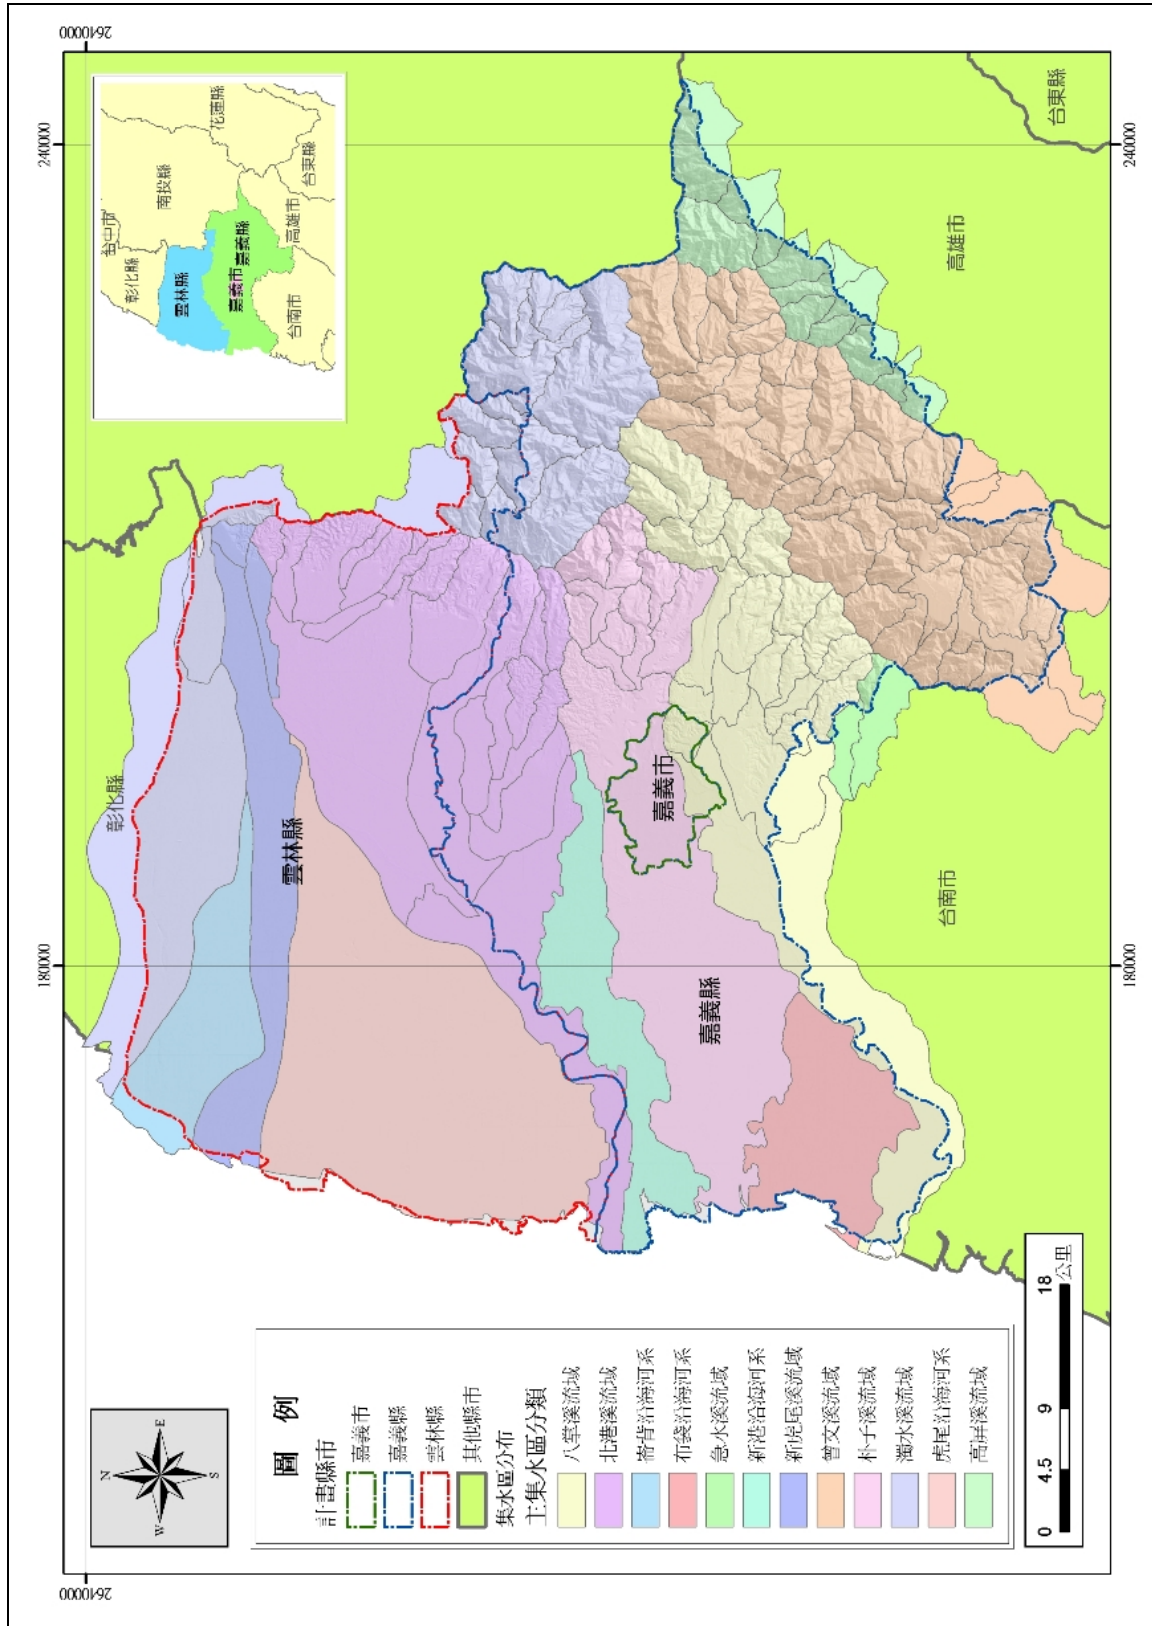 2610000
2610000
240000
240000
180000
180000
台中市
彰化縣
南投縣
花蓮縣
雲林縣
嘉義市
嘉義縣
台東縣
高雄市
台南市
彰化縣
雲林縣
嘉義市
嘉義縣
台南市
高雄市
台東縣
N
E
S
W
圖 例
計畫縣市
嘉義市
嘉義縣
雲林縣
其他縣市
集水區分布
主集水區分類
八掌溪流域
北港溪流域
崙背沿海河系
布袋沿海河系
急水溪流域
新港沿海河系
新虎尾溪流域
曾文溪流域
朴子溪流域
濁水溪流域
虎尾沿海河系
高屏溪流域
0 4.5 9 18
公里